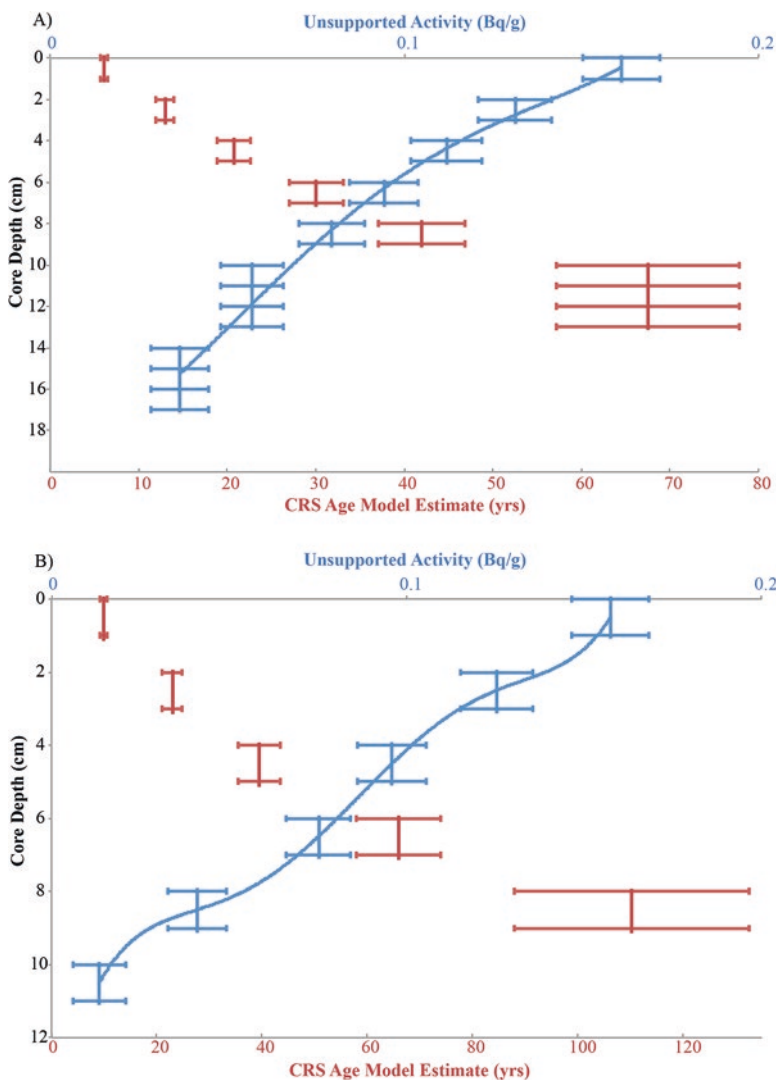 A)
Unsupported Activity (Bq/g)
0 0.1 0.2
0
2
4
6
8
10
12
14
16
18
Core Depth (cm)
10 20 30 40 50 60 70 80
CRS Age Model Estimate (yrs)
B)
Unsupported Activity (Bq/g)
0 0.1 0.2
0
2
4
6
8
10
12
Core Depth (cm)
0 20 40 60 80 100 120
CRS Age Model Estimate (yrs)